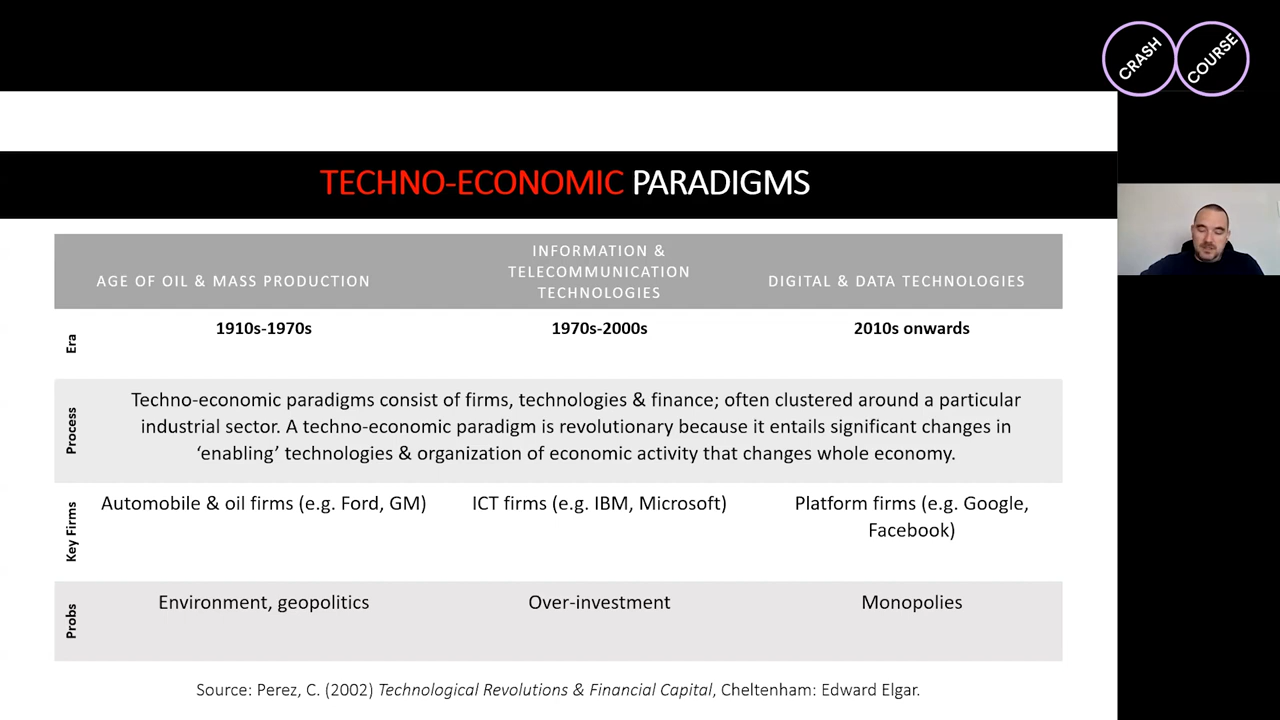 CRASH COURSE
TECHNO-ECONOMIC PARADIGMS
AGE OF OIL & MASS PRODUCTION
INFORMATION &
TELECOMMUNICATION
TECHNOLOGIES
DIGITAL & DATA TECHNOLOGIES
Era
1910s-1970s
1970s-2000s
2010s onwards
Process
Techno-economic paradigms consist of firms, technologies & finance; often clustered around a particular
industrial sector. A techno-economic paradigm is revolutionary because it entails significant changes in
‘enabling’ technologies & organization of economic activity that changes whole economy.
Key Firms
Automobile & oil firms (e.g. Ford, GM)
ICT firms (e.g. IBM, Microsoft)
Platform firms (e.g. Google,
Facebook)
Probs
Environment, geopolitics
Over-investment
Monopolies
Source: Perez, C. (2002) Technological Revolutions & Financial Capital, Cheltenham: Edward Elgar.